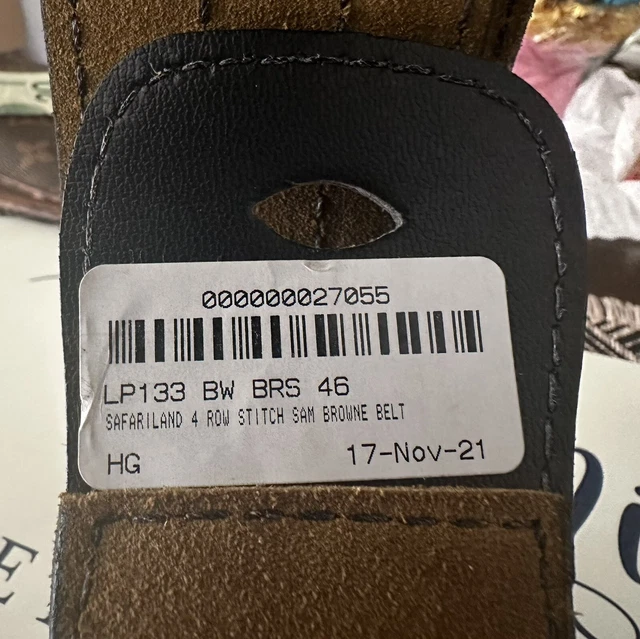 000000027055
LP133 BW BRS 46
SAFARILAND 4 ROW STITCH SAM BROWNE BELT
HG 17-Nov-21